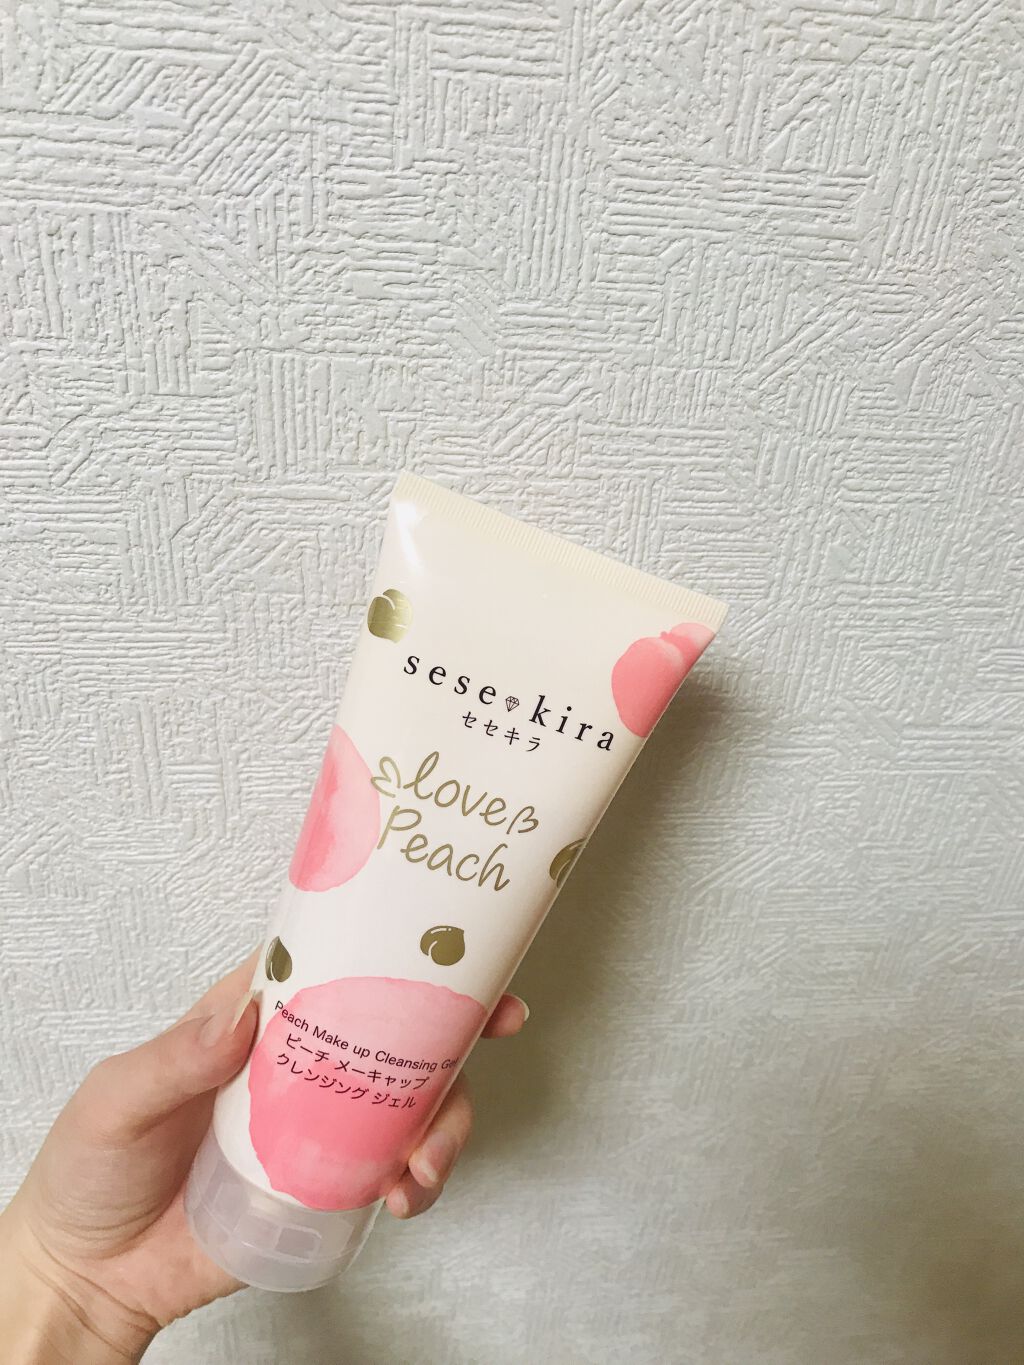 sese kira
セセキラ
love
Peach
Peach Make up Cleansing Gel
ピーチ メーキャップ
クレンジング ジェル